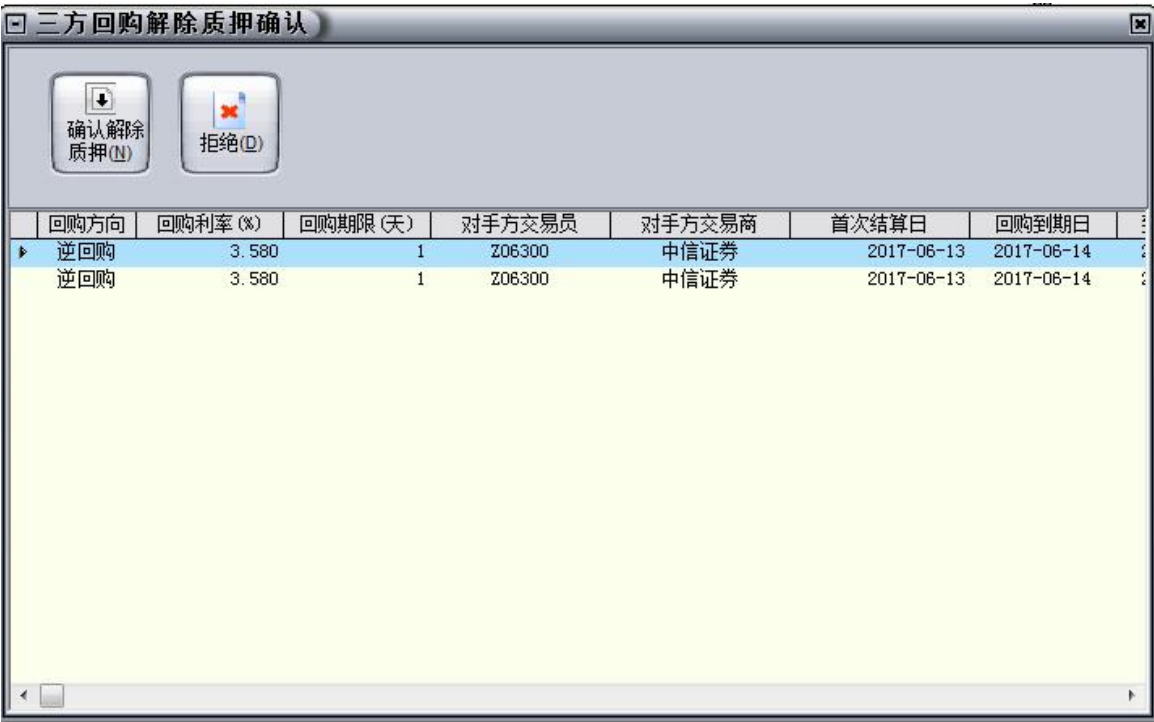 三方回购解除质押确认
确认解除
质押(N)
拒绝(D)
回购方向 回购利率(%) 回购期限(天) 对手方交易员 对手方交易商 首次结算日 回购到期日
逆回购 3.580 1 Z06300 中信证券 2017-06-13 2017-06-14
逆回购 3.580 1 Z06300 中信证券 2017-06-13 2017-06-14